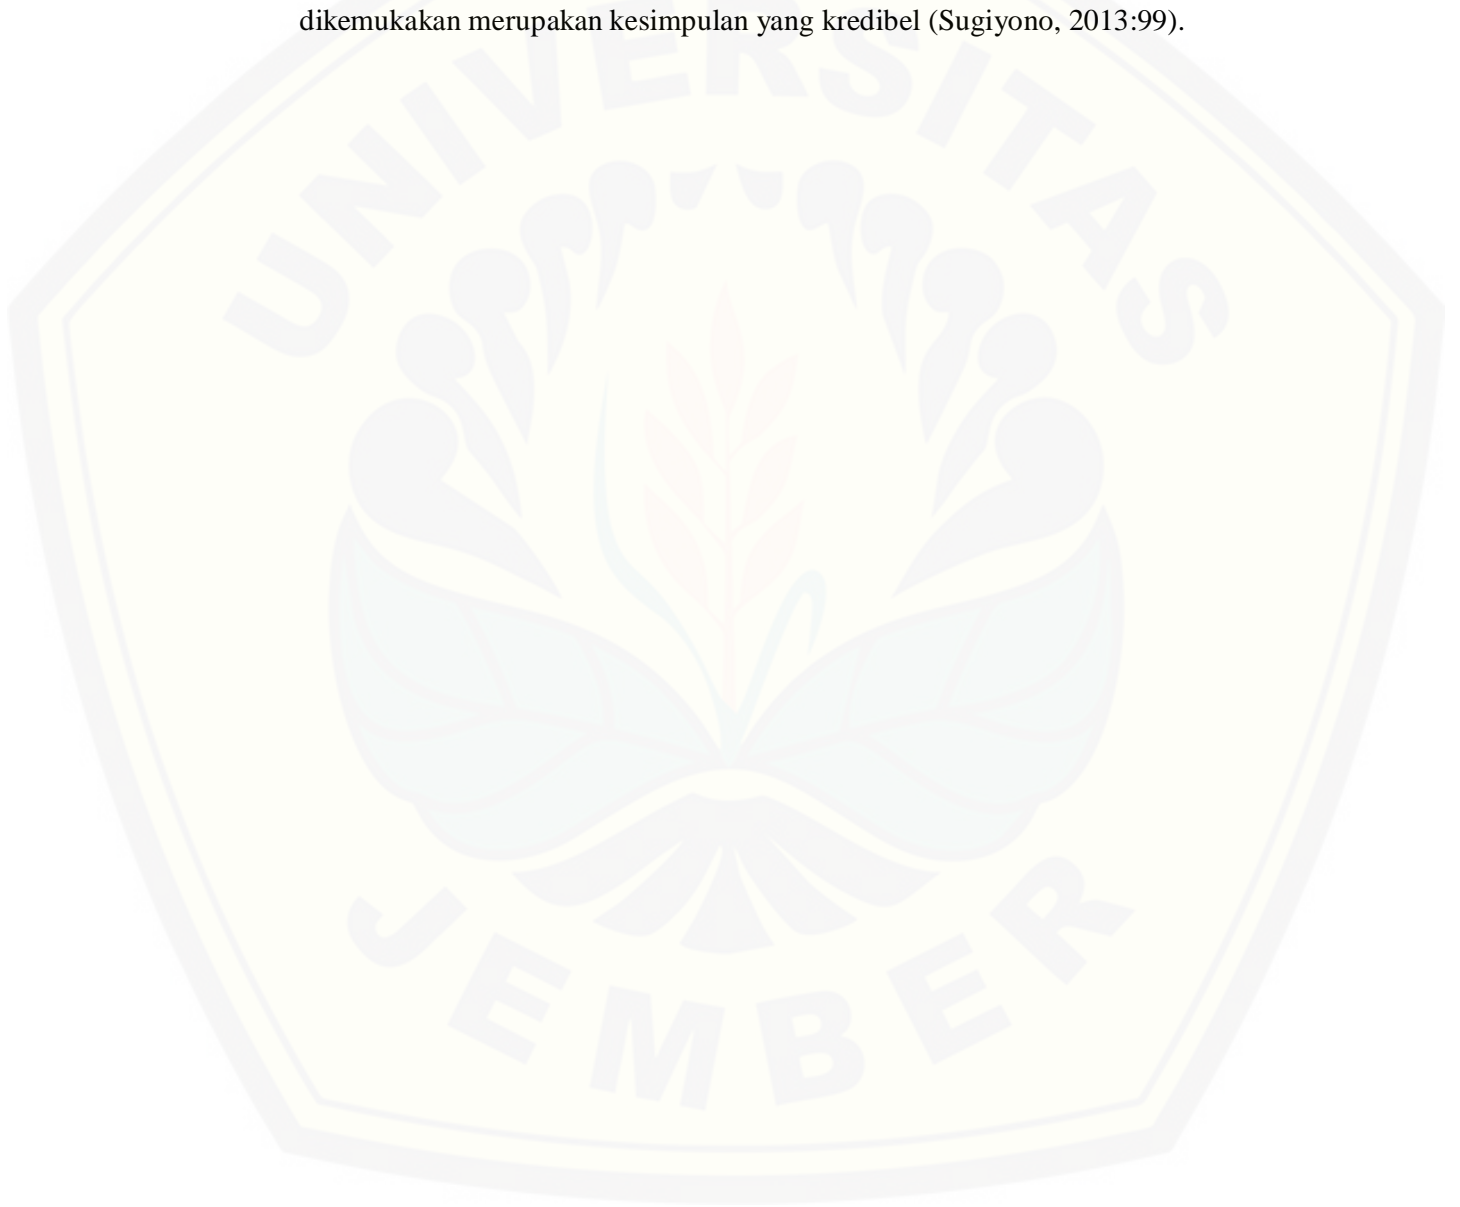 dikemukakan merupakan kesimpulan yang kredibel (Sugiyono, 2013:99).
UNIVERSITAS
JEMBER